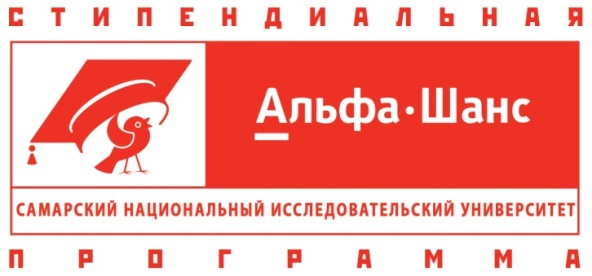 СТИПЕНДИАЛЬНАЯ
Альфа·Шанс
САМАРСКИЙ НАЦИОНАЛЬНЫЙ ИССЛЕДОВАТЕЛЬСКИЙ УНИВЕРСИТЕТ
ПРОГРАММА